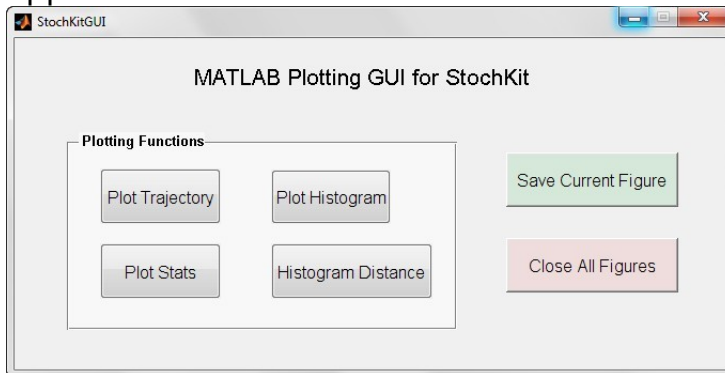 StochKitGUI
MATLAB Plotting GUI for StochKit
Plotting Functions
Plot Trajectory
Plot Histogram
Plot Stats
Histogram Distance
Save Current Figure
Close All Figures